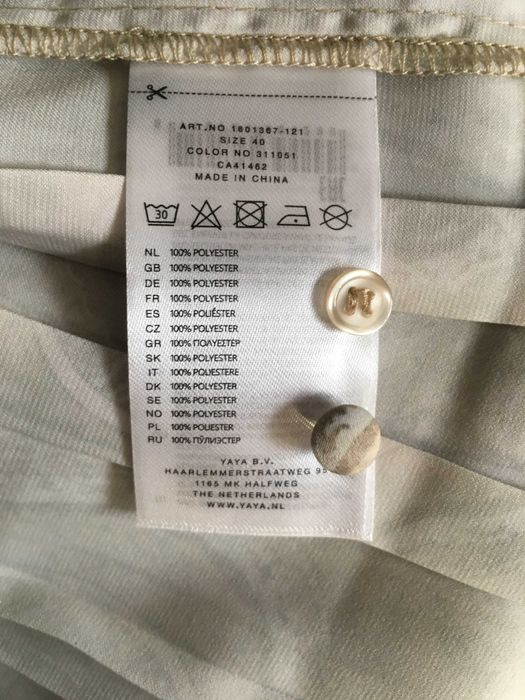 ART.NO 1601367-121
SIZE 40
COLOR NO 311051
CA41462
MADE IN CHINA
30
NL 100% POLYESTER
GB 100% POLYESTER
DE 100% POLYESTER
FR 100% POLYESTER
ES 100% POLIÉSTER
CZ 100% POLYESTER
GR 100% ΠΟΛΥΕΣΤΕΡ
SK 100% POLYESTER
IT 100% POLIESTERE
DK 100% POLYESTER
SE 100% POLYESTER
NO 100% POLYESTER
PL 100% POLIESTER
RU 100% ПЎЛИЭСТЕР
YAYA B.V.
HAARLEMMERSTRAATWEG
1165 MK HALFWEG
THE NETHERLANDS
WWW.YAYA.NL